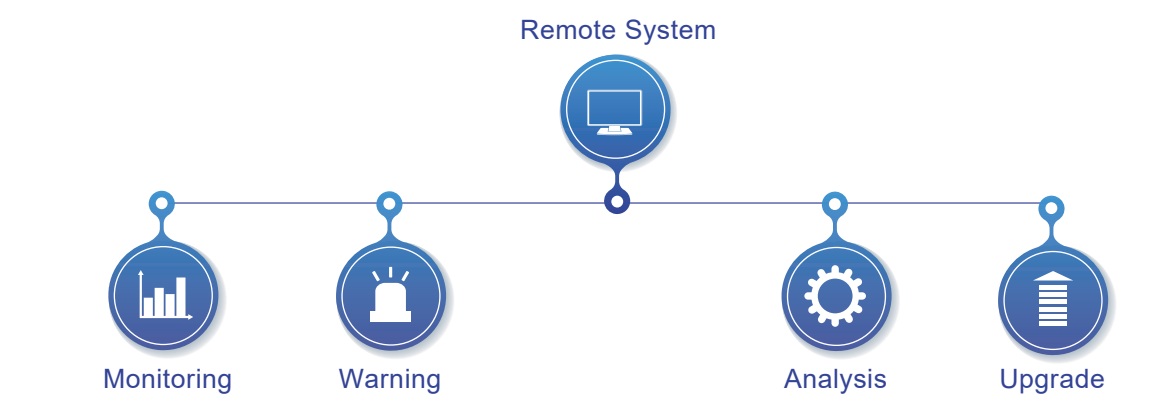 Remote System
Monitoring
Warning
Analysis
Upgrade